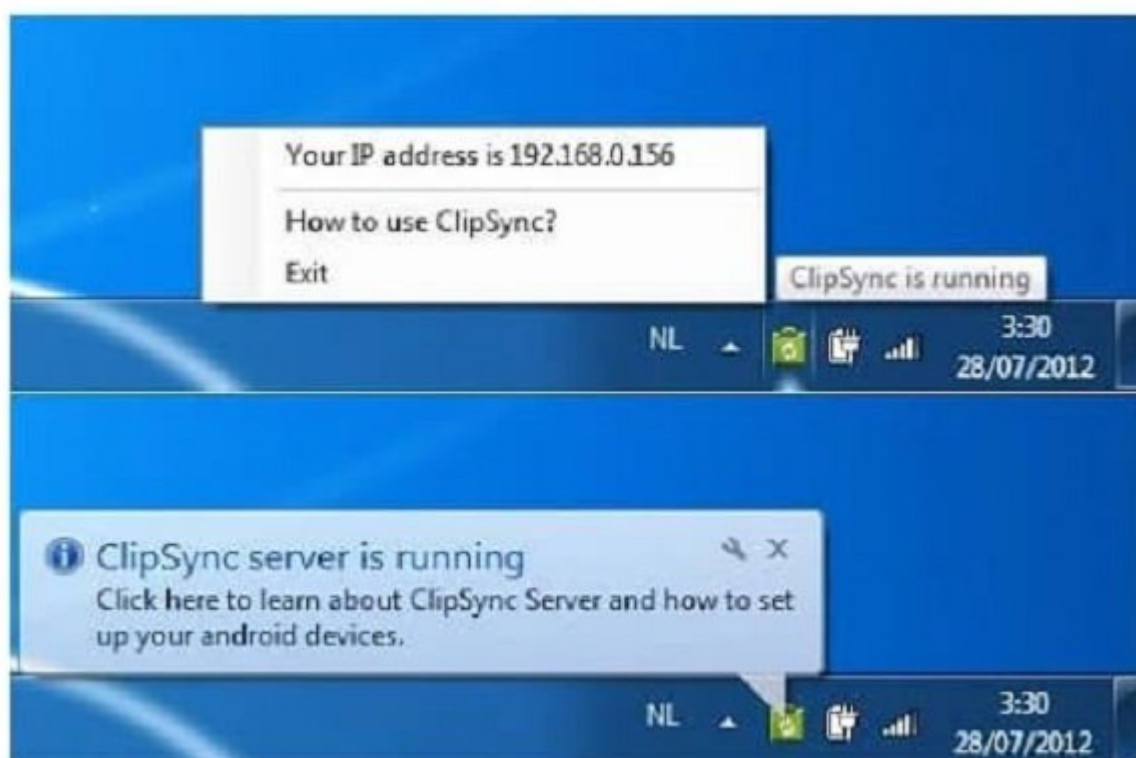 Your IP address is 192.168.0.156
How to use ClipSync?
Exit
ClipSync is running
NL
3:30
28/07/2012
ClipSync server is running
Click here to learn about ClipSync Server and how to set
up your android devices.
NL
3:30
28/07/2012